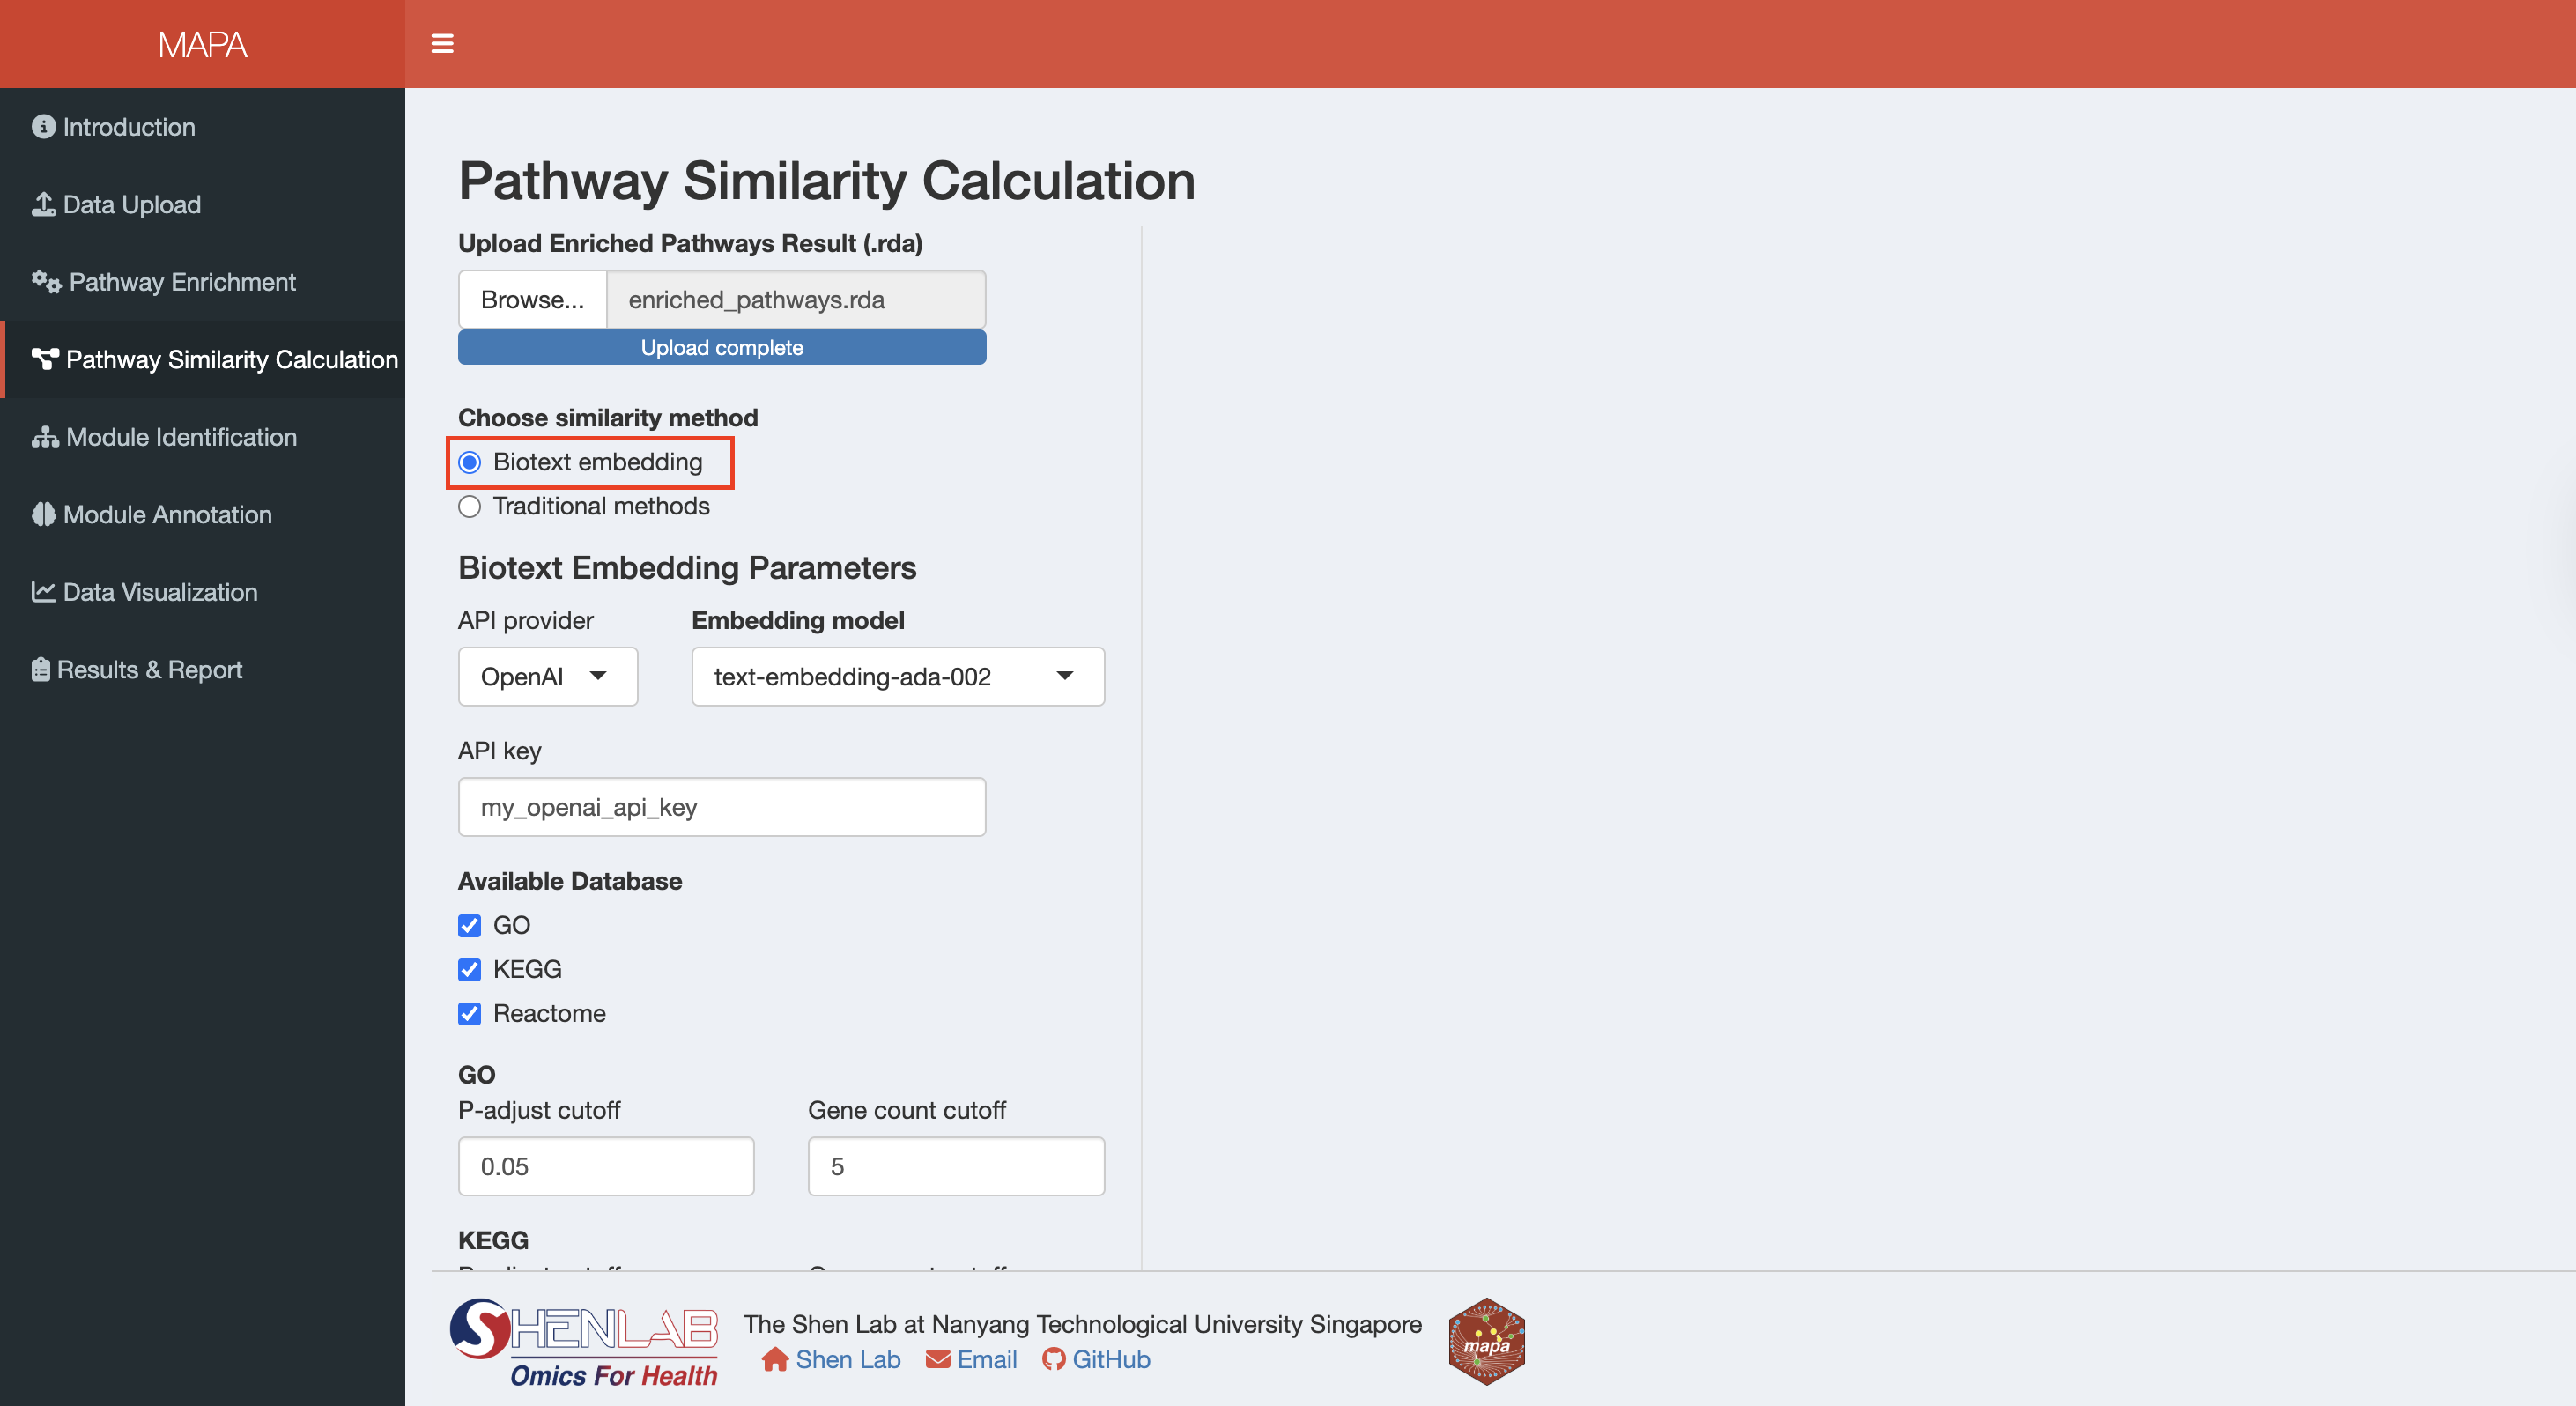 MAPA
Introduction
Data Upload
Pathway Enrichment
Pathway Similarity Calculation
Module Identification
Module Annotation
Data Visualization
Results & Report
Pathway Similarity Calculation
Upload Enriched Pathways Result (.rda)
Browse... enriched_pathways.rda
Upload complete
Choose similarity method
Biotext embedding
Traditional methods
Biotext Embedding Parameters
API provider Embedding model
OpenAI text-embedding-ada-002
API key
my_openai_api_key
Available Database
GO
KEGG
Reactome
GO
P-adjust cutoff Gene count cutoff
0.05 5
KEGG
SHENLAB
Omics For Health
The Shen Lab at Nanyang Technological University Singapore
Shen Lab Email GitHub
mapa